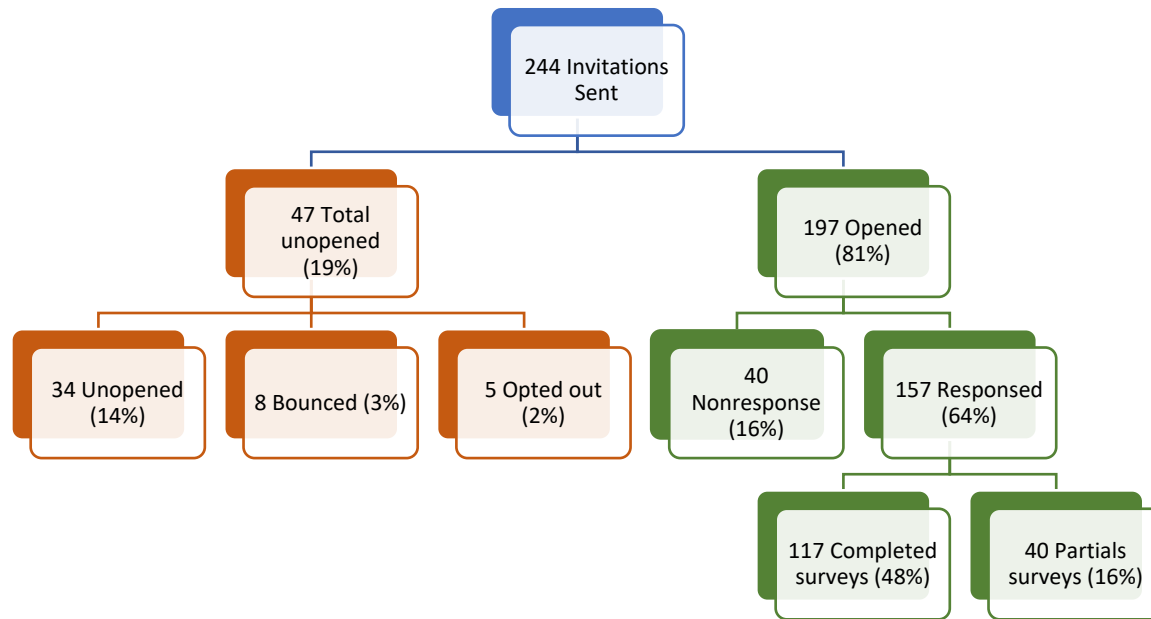 244 Invitations
Sent
47 Total
unopened
(19%)
197 Opened
(81%)
34 Unopened
(14%)
8 Bounced (3%)
5 Opted out
(2%)
40
Nonresponse
(16%)
157 Responsed
(64%)
117 Completed
surveys (48%)
40 Partials
surveys (16%)